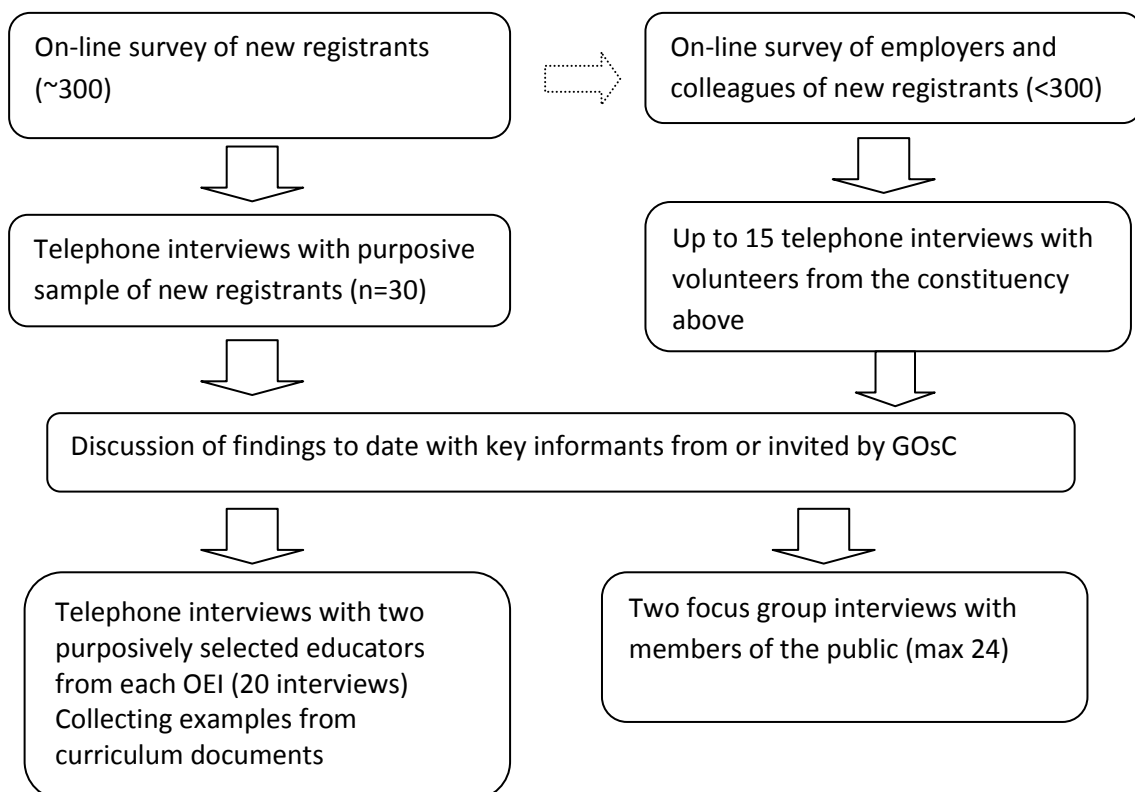 On-line survey of new registrants
(~300)
On-line survey of employers and
colleagues of new registrants (<300)
Telephone interviews with purposive
sample of new registrants (n=30)
Up to 15 telephone interviews with
volunteers from the constituency
above
Discussion of findings to date with key informants from or invited by GOsC
Telephone interviews with two
purposively selected educators
from each OEI (20 interviews)
Collecting examples from
curriculum documents
Two focus group interviews with
members of the public (max 24)